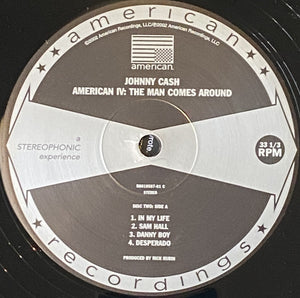 american
℗2002 American Recordings, LLC/©2002 American Recordings, LLC
american
JOHNNY CASH
AMERICAN IV: THE MAN COMES AROUND
a
STEREOPHONIC
experience
33 1/3
RPM
STEREO
DISC TWO: SIDE A
1. IN MY LIFE
2. SAM HALL
3. DANNY BOY
4. DESPERADO
PRODUCED BY RICK RUBIN
recordings